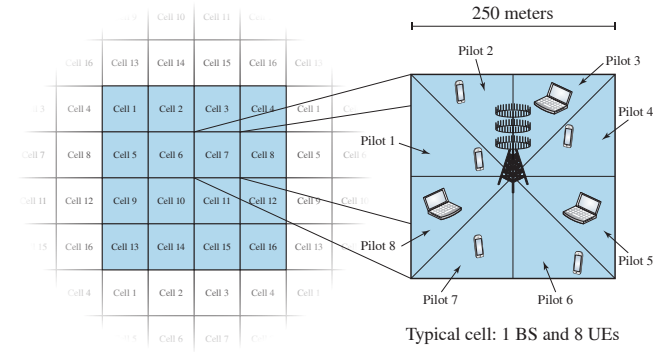 Cell 10 Cell 11
Cell 16 Cell 13 Cell 14 Cell 15 Cell 16 Cell 13
Cell 4 Cell 1 Cell 2 Cell 3 Cell 4 Cell 1
Cell 7 Cell 8 Cell 5 Cell 6 Cell 7 Cell 8 Cell 5 Cell 6
Cell 11 Cell 12 Cell 9 Cell 10 Cell 11 Cell 12 Cell 9
Cell 16 Cell 13 Cell 14 Cell 15 Cell 16 Cell 13
Cell 4 Cell 1 Cell 2 Cell 3 Cell 4 Cell 1
Cell 6 Cell 7
250 meters
Pilot 2
Pilot 3
Pilot 4
Pilot 1
Pilot 8
Pilot 5
Pilot 7
Pilot 6
Typical cell: 1 BS and 8 UEs